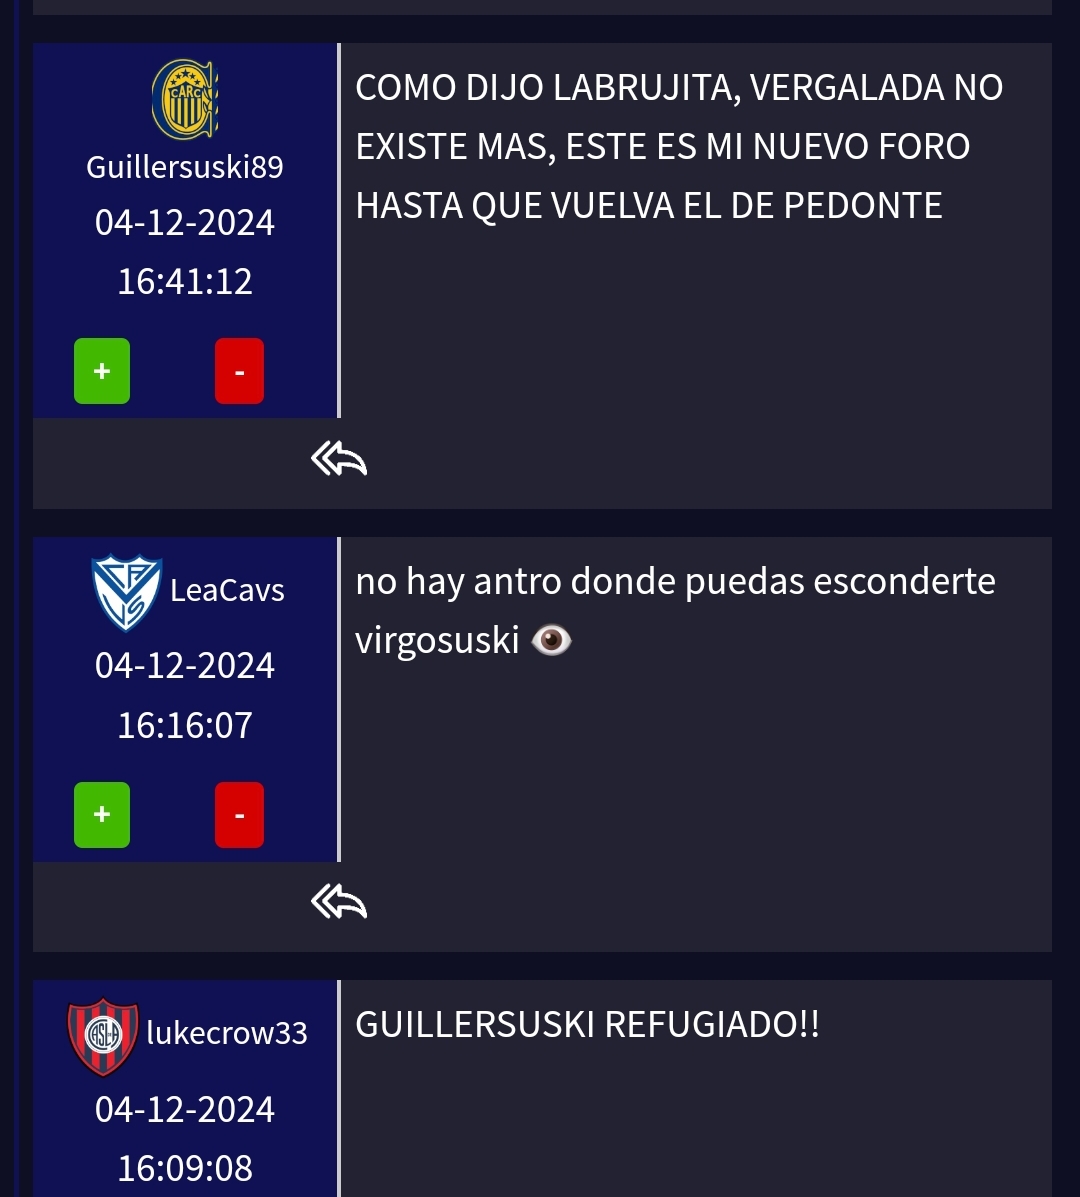 CARC
Guillersuski89
04-12-2024
16:41:12
+ -
COMO DIJO LABRUJITA, VERGALADA NO
EXISTE MAS, ESTE ES MI NUEVO FORO
HASTA QUE VUELVA EL DE PEDONTE
LeaCavs
04-12-2024
16:16:07
+ -
no hay antro donde puedas esconderte
virgosuski 👁️
lukecrow33
04-12-2024
16:09:08
GUILLERSUSKI REFUGIADO!!